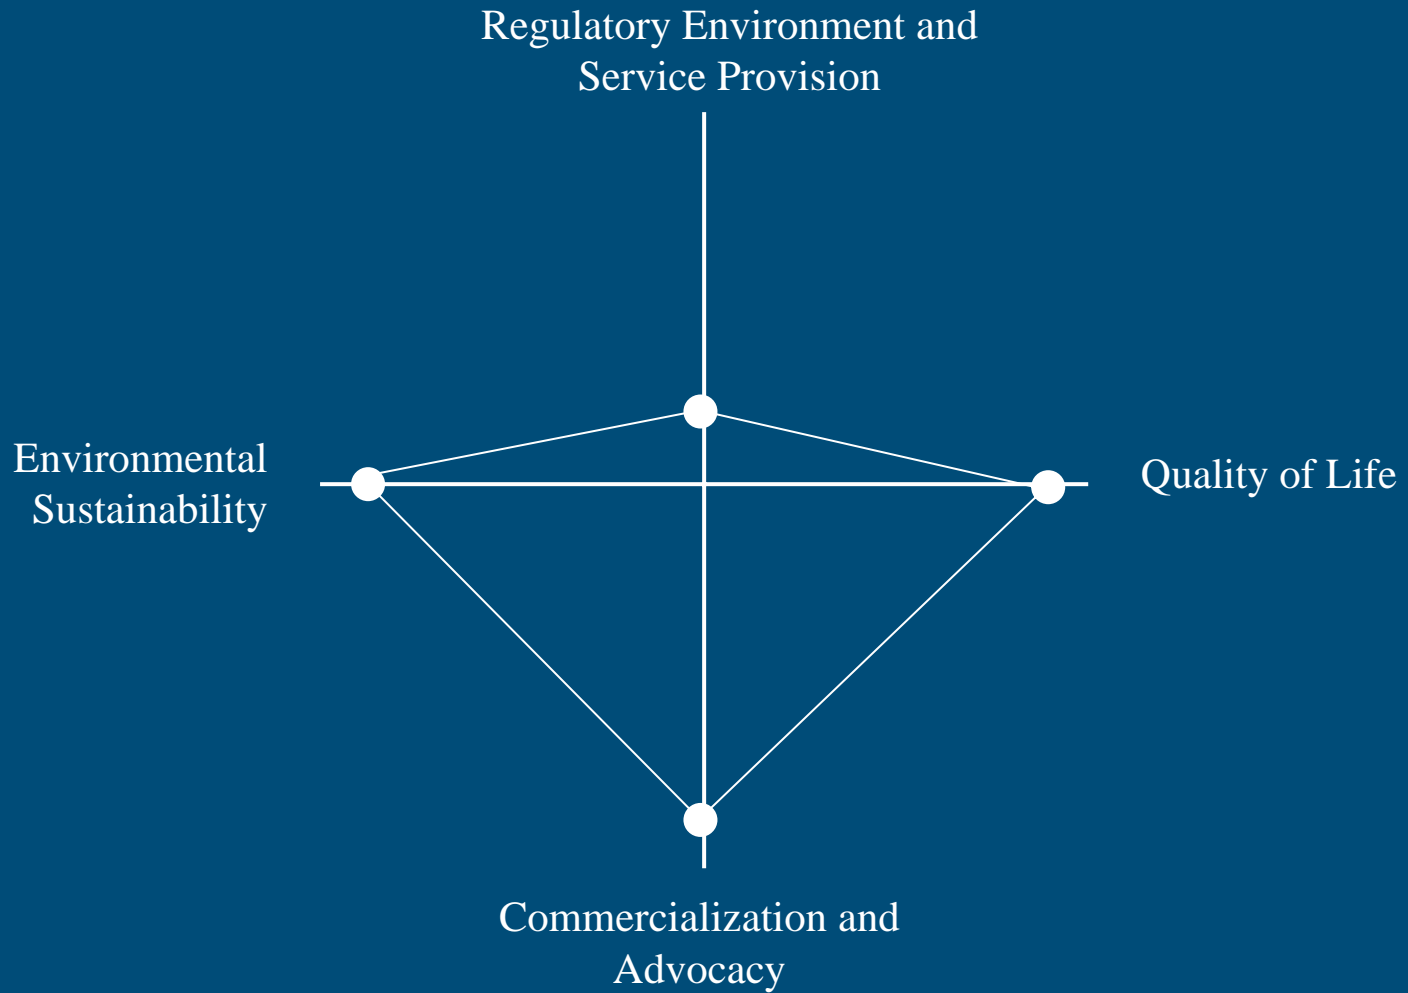 Regulatory Environment and
Service Provision
Environmental
Sustainability
Quality of Life
Commercialization and
Advocacy